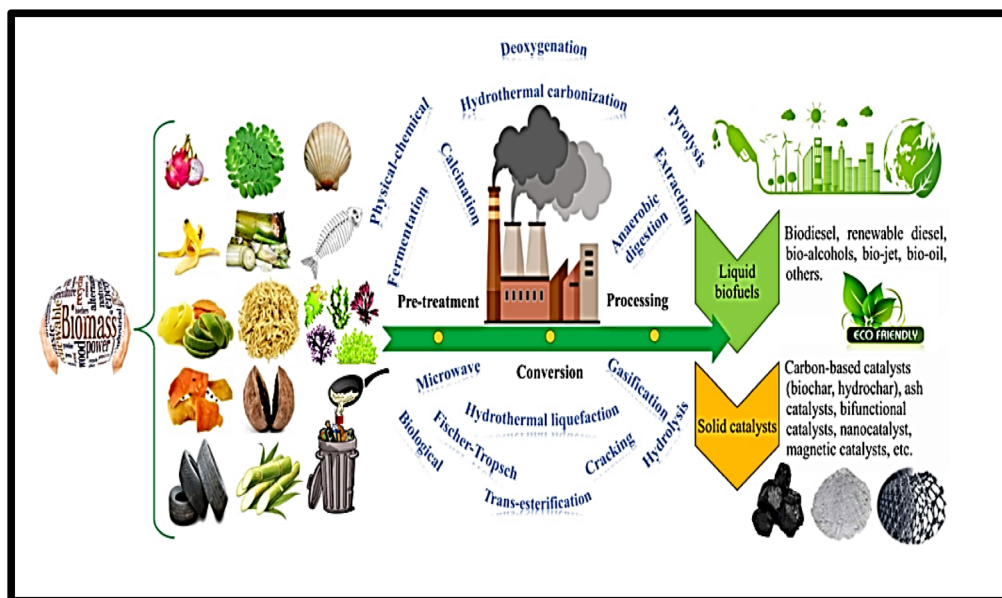 Deoxygenation
Hydrothermal carbonization
Physical-chemical
Calcination
Fermentation
Pyrolysis
Extraction
Anaerobic
digestion
Biomass
power
wood
Pre-treatment
Processing
Conversion
Microwave
Biological
Fischer-Tropsch
Hydrothermal liquefaction
Trans-esterification
Cracking
Gasification
Hydrolysis
Liquid
biofuels
Biodiesel, renewable diesel,
bio-alcohols, bio-jet, bio-oil,
others.
ECO FRIENDLY
Solid catalysts
Carbon-based catalysts
(biochar, hydrochar), ash
catalysts, bifunctional
catalysts, nanocatalyst,
magnetic catalysts, etc.